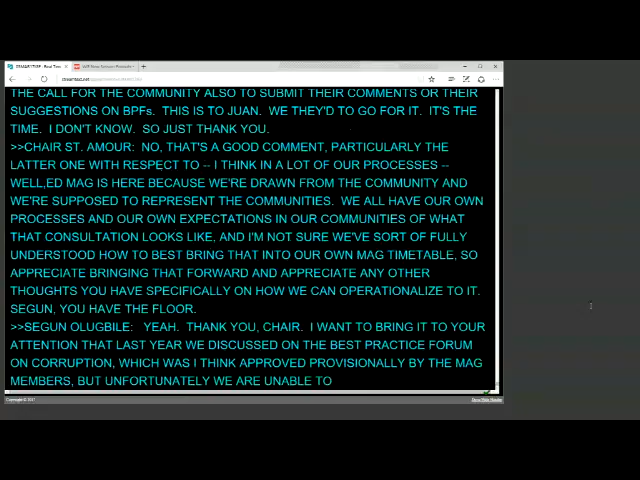 THE CALL FOR THE COMMUNITY ALSO TO SUBMIT THEIR COMMENTS OR THEIR
SUGGESTIONS ON BPFs.  THIS IS TO JUAN.  WE THEY'D TO GO FOR IT.  IT'S THE
TIME.  I DON'T KNOW.  SO JUST THANK YOU.
>>CHAIR ST. AMOUR:  NO, THAT'S A GOOD COMMENT, PARTICULARLY THE
LATTER ONE WITH RESPECT TO -- I THINK IN A LOT OF OUR PROCESSES --
WELL,ED MAG IS HERE BECAUSE WE'RE DRAWN FROM THE COMMUNITY AND
WE'RE SUPPOSED TO REPRESENT THE COMMUNITIES.  WE ALL HAVE OUR OWN
PROCESSES AND OUR OWN EXPECTATIONS IN OUR COMMUNITIES OF WHAT
THAT CONSULTATION LOOKS LIKE, AND I'M NOT SURE WE'VE SORT OF FULLY
UNDERSTOOD HOW TO BEST BRING THAT INTO OUR OWN MAG TIMETABLE, SO
APPRECIATE BRINGING THAT FORWARD AND APPRECIATE ANY OTHER
THOUGHTS YOU HAVE SPECIFICALLY ON HOW WE CAN OPERATIONALIZE TO IT.
SEGUN, YOU HAVE THE FLOOR.
>>SEGUN OLUGBILE:   YEAH.  THANK YOU, CHAIR.  I WANT TO BRING IT TO YOUR
ATTENTION THAT LAST YEAR WE DISCUSSED ON THE BEST PRACTICE FORUM
ON CORRUPTION, WHICH WAS I THINK APPROVED PROVISIONALLY BY THE MAG
MEMBERS, BUT UNFORTUNATELY WE ARE UNABLE TO